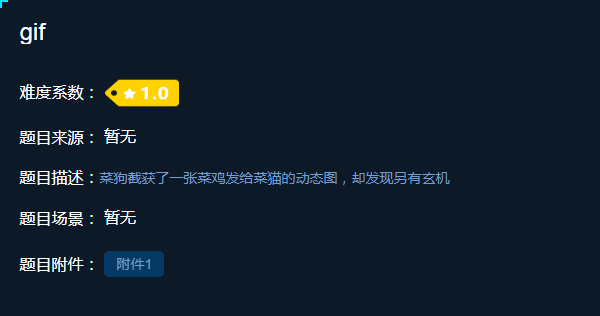 gif
难度系数： ★ 1.0
题目来源： 暂无
题目描述：菜狗截获了一张菜鸡发给菜猫的动态图，却发现另有玄机
题目场景： 暂无
题目附件： 附件1